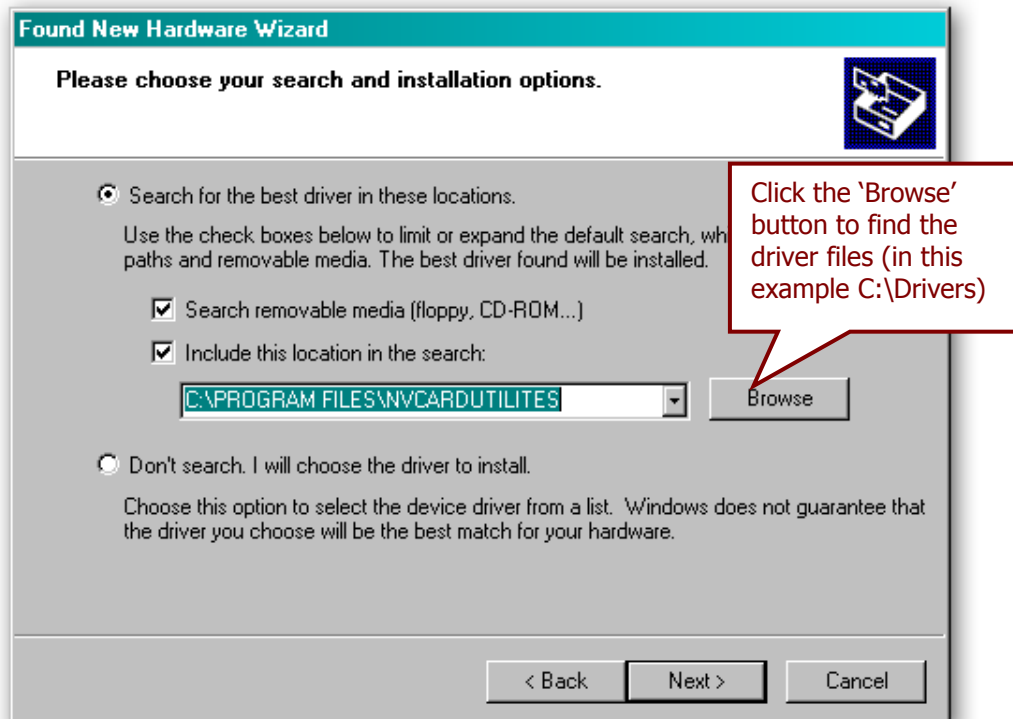 Found New Hardware Wizard
Please choose your search and installation options.
Search for the best driver in these locations.
Use the check boxes below to limit or expand the default search, wh
paths and removable media. The best driver found will be installed.
Search removable media (floppy, CD-ROM...)
Include this location in the search:
C:\PROGRAM FILES\NVCARDUTILITES
Browse
Click the ‘Browse’
button to find the
driver files (in this
example C:\Drivers)
Don't search. I will choose the driver to install.
Choose this option to select the device driver from a list.  Windows does not guarantee that
the driver you choose will be the best match for your hardware.
< Back
Next >
Cancel